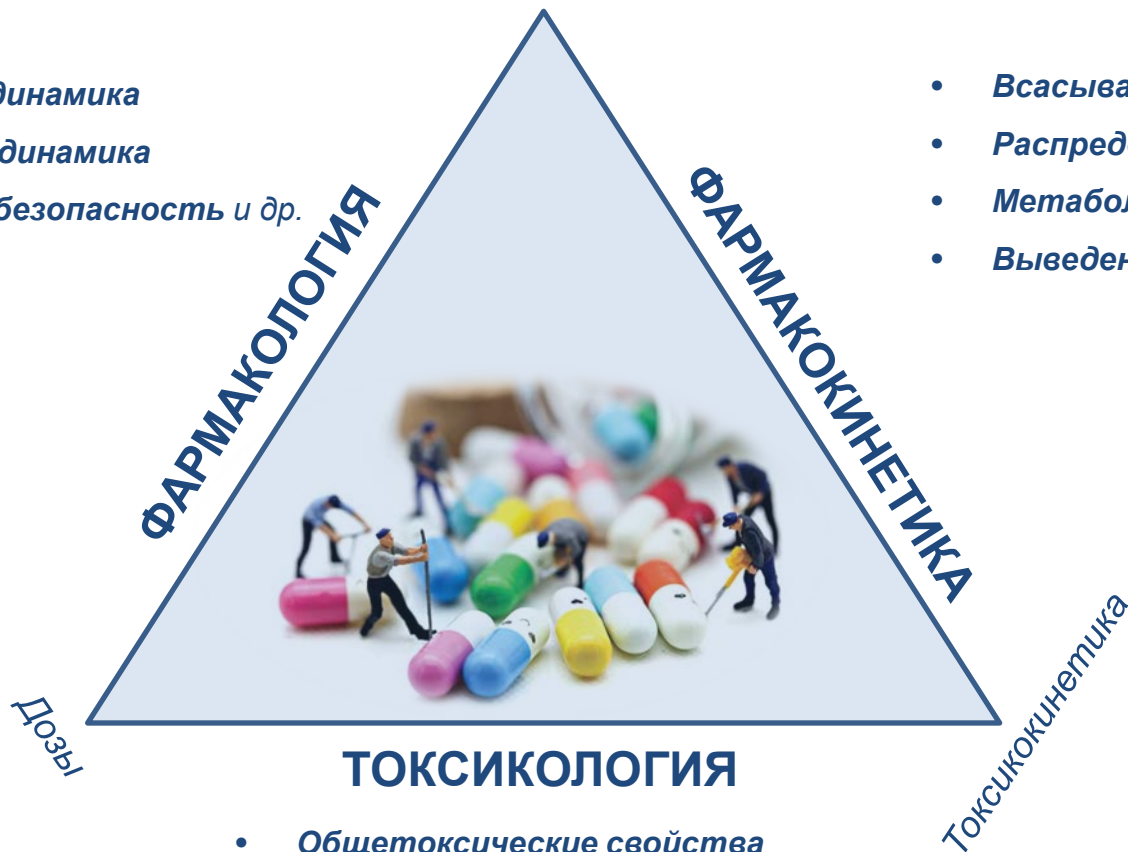 динамика
динамика
безопасность и др.
ФАРМАКОЛОГИЯ
ФАРМАКОКИНЕТИКА
• Всасыва
• Распред
• Метабол
• Выведен
Дозы
Токсикокинетика
ТОКСИКОЛОГИЯ
• Общетоксические свойства